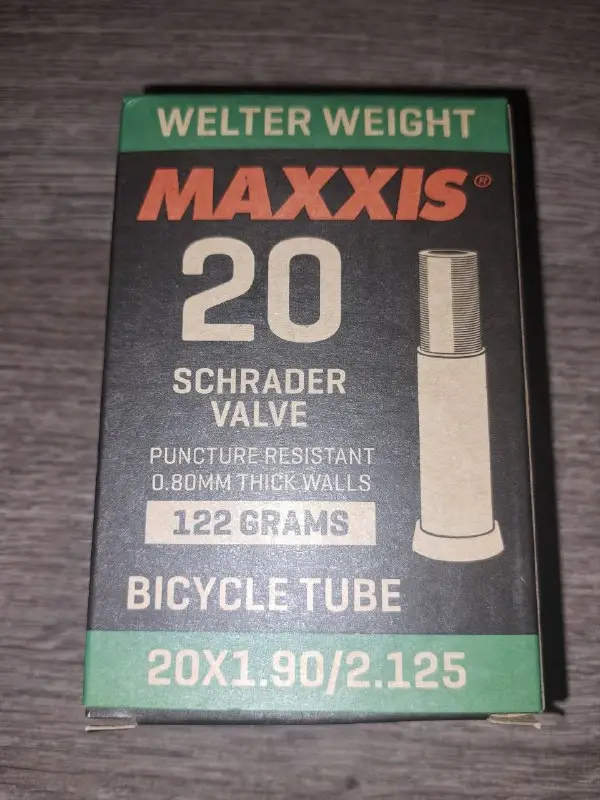 WELTER WEIGHT
MAXXIS®
20
SCHRADER
VALVE
PUNCTURE RESISTANT
0.80MM THICK WALLS
122 GRAMS
BICYCLE TUBE
20X1.90/2.125